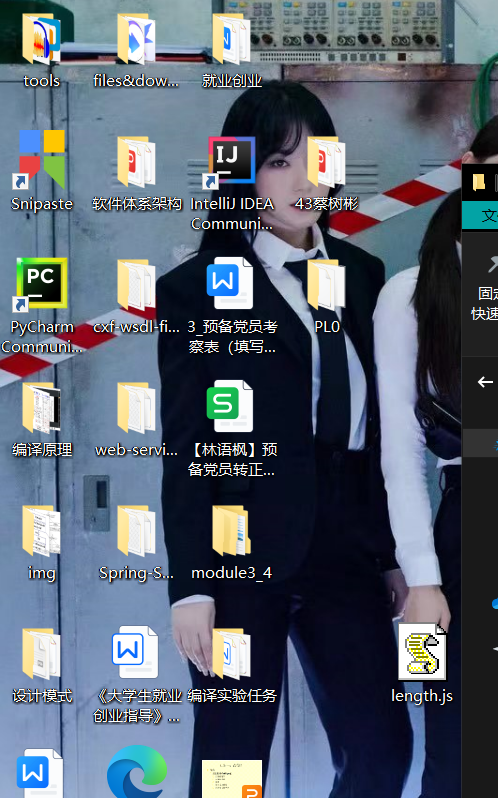 tools
files&dow...
就业创业
Snipaste
软件体系架构
IntelliJ IDEA
Communi...
43蔡树彬
PyCharm
Communi...
cxf-wsdl-fi...
3_预备党员考
察表（填写...
PL0
固定
快速
编译原理
web-servi...
【林语枫】预
备党员转正...
img
Spring-S...
module3_4
设计模式
《大学生就业
创业指导》...
编译实验任务
length.js